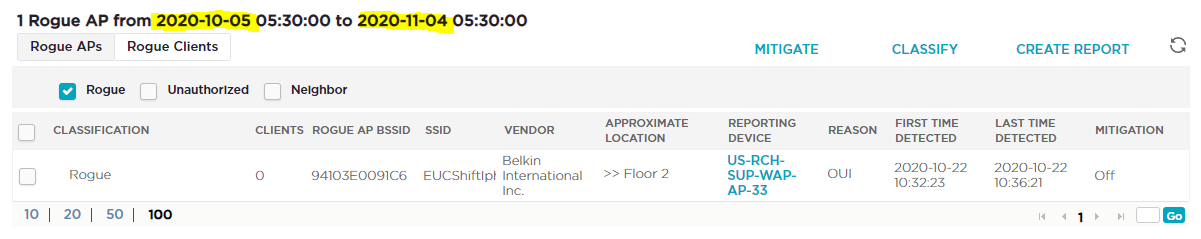 1 Rogue AP from 2020-10-05 05:30:00 to 2020-11-04 05:30:00
Rogue APs Rogue Clients MITIGATE CLASSIFY CREATE REPORT
Rogue Unauthorized Neighbor
CLASSIFICATION CLIENTS ROGUE AP BSSID SSID VENDOR APPROXIMATE LOCATION REPORTING DEVICE REASON FIRST TIME DETECTED LAST TIME DETECTED MITIGATION
Rogue 0 94103E0091C6 EUCShiftIph Belkin International Inc. >> Floor 2 US-RCH-SUP-WAP-AP-33 OUI 2020-10-22 10:32:23 2020-10-22 10:36:21 Off
10 | 20 | 50 | 100 1 Go